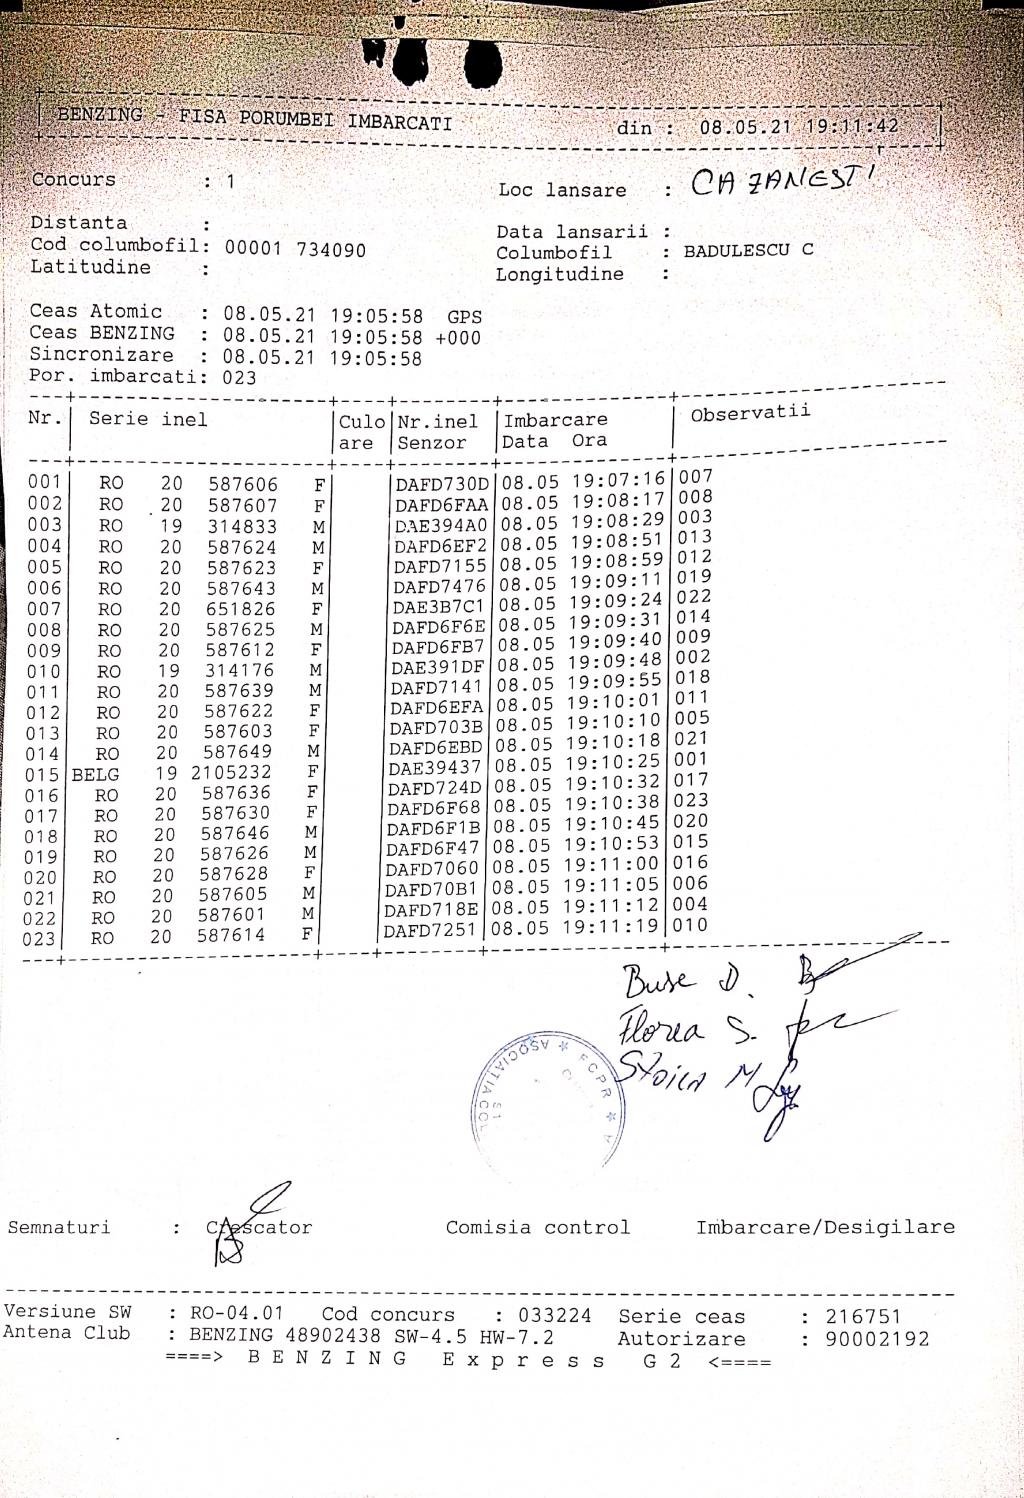 BENZING - FISA PORUMBEI IMBARCATI din : 08.05.21 19:11:42
Concurs : 1 Loc lansare : CAZANESTI
Distanta : Data lansarii :
Cod columbofil: 00001 734090 Columbofil : BADULESCU C
Latitudine : Longitudine :
Ceas Atomic : 08.05.21 19:05:58 GPS
Ceas BENZING : 08.05.21 19:05:58 +000
Sincronizare : 08.05.21 19:05:58
Por. imbarcati: 023
Nr. Serie inel Culo Nr.inel Imbarcare Observatii
are Senzor Data Ora
001 RO 20 587606 F DAFD730D 08.05 19:07:16 007
002 RO 20 587607 F DAFD6FAA 08.05 19:08:17 008
003 RO 19 314833 M DAE394A0 08.05 19:08:29 003
004 RO 20 587624 M DAFD6EF2 08.05 19:08:51 013
005 RO 20 587623 F DAFD7155 08.05 19:08:59 012
006 RO 20 587643 M DAFD7476 08.05 19:09:11 019
007 RO 20 651826 F DAE3B7C1 08.05 19:09:24 022
008 RO 20 587625 M DAFD6F6E 08.05 19:09:31 014
009 RO 20 587612 F DAFD6FB7 08.05 19:09:40 009
010 RO 19 314176 M DAE391DF 08.05 19:09:48 002
011 RO 20 587639 M DAFD7141 08.05 19:09:55 018
012 RO 20 587622 F DAFD6EFA 08.05 19:10:01 011
013 RO 20 587603 F DAFD703B 08.05 19:10:10 005
014 RO 20 587649 M DAFD6EBD 08.05 19:10:18 021
015 BELG 19 2105232 F DAE39437 08.05 19:10:25 001
016 RO 20 587636 F DAFD724D 08.05 19:10:32 017
017 RO 20 587630 F DAFD6F68 08.05 19:10:38 023
018 RO 20 587646 M DAFD6F1B 08.05 19:10:45 020
019 RO 20 587626 M DAFD6F47 08.05 19:10:53 015
020 RO 20 587628 F DAFD7060 08.05 19:11:00 016
021 RO 20 587605 M DAFD70B1 08.05 19:11:05 006
022 RO 20 587601 M DAFD718E 08.05 19:11:12 004
023 RO 20 587614 F DAFD7251 08.05 19:11:19 010
Buse D.
Florea S.
Stoica M
ASOCIATIA COL * FCPR *
S1
Semnaturi : Crescator Comisia control Imbarcare/Desigilare
Versiune SW : RO-04.01 Cod concurs : 033224 Serie ceas : 216751
Antena Club : BENZING 48902438 SW-4.5 HW-7.2 Autorizare : 90002192
====> B E N Z I N G E x p r e s s G 2 <====